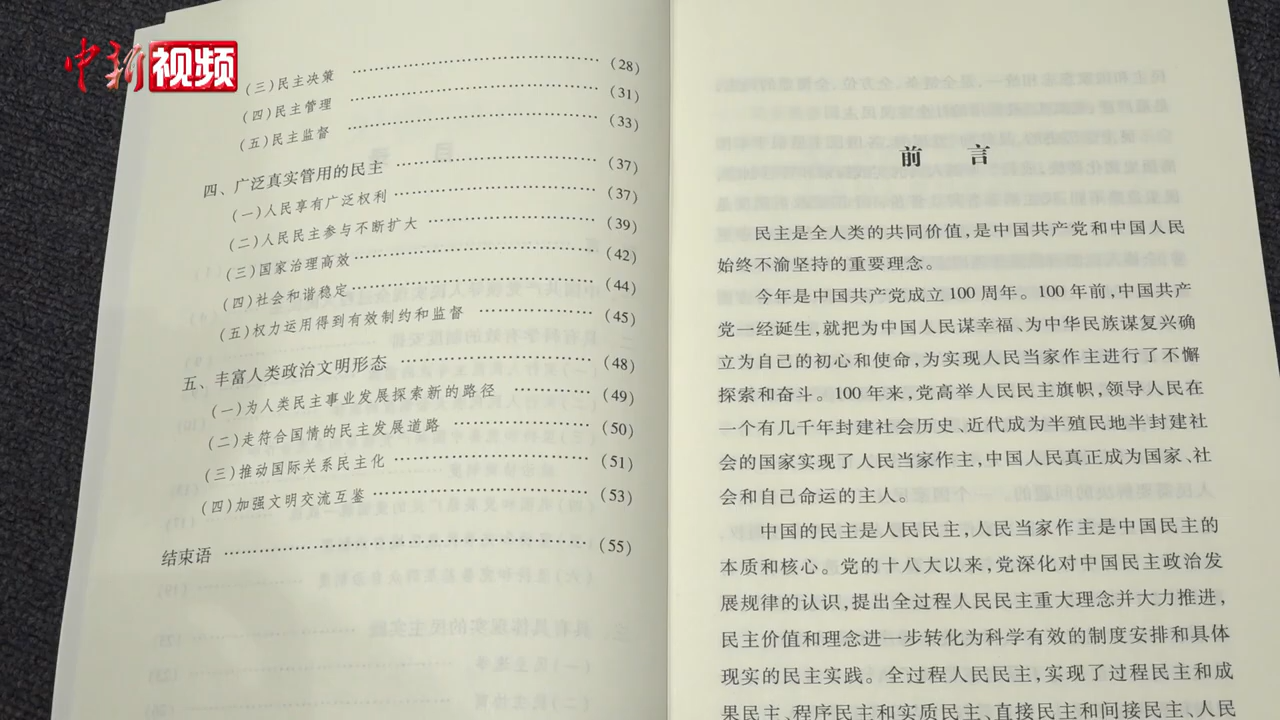 中新视频
(三)民主决策 ……………………………… (28)
(四)民主管理 ……………………………… (31)
(五)民主监督 ……………………………… (33)
四、广泛真实管用的民主 ……………………………… (37)
(一)人民享有广泛权利 ……………………………… (37)
(二)人民民主参与不断扩大 ……………………………… (39)
(三)国家治理高效 ……………………………… (42)
(四)社会和谐稳定 ……………………………… (44)
(五)权力运用得到有效制约和监督 ……………………………… (45)
五、丰富人类政治文明形态 ……………………………… (48)
(一)为人类民主事业发展探索新的路径 ……………………………… (49)
(二)走符合国情的民主发展道路 ……………………………… (50)
(三)推动国际关系民主化 ……………………………… (51)
(四)加强文明交流互鉴 ……………………………… (53)
结束语 ……………………………… (55)
前 言
民主是全人类的共同价值,是中国共产党和中国人民
始终不渝坚持的重要理念。
今年是中国共产党成立 100 周年。100 年前,中国共产
党一经诞生,就把为中国人民谋幸福、为中华民族谋复兴确
立为自己的初心和使命,为实现人民当家作主进行了不懈
探索和奋斗。100 年来,党高举人民民主旗帜,领导人民在
一个有几千年封建社会历史、近代成为半殖民地半封建社
会的国家实现了人民当家作主,中国人民真正成为国家、社
会和自己命运的主人。
中国的民主是人民民主,人民当家作主是中国民主的
本质和核心。党的十八大以来,党深化对中国民主政治发
展规律的认识,提出全过程人民民主重大理念并大力推进,
民主价值和理念进一步转化为科学有效的制度安排和具体
现实的民主实践。全过程人民民主,实现了过程民主和成
果民主、程序民主和实质民主、直接民主和间接民主、人民